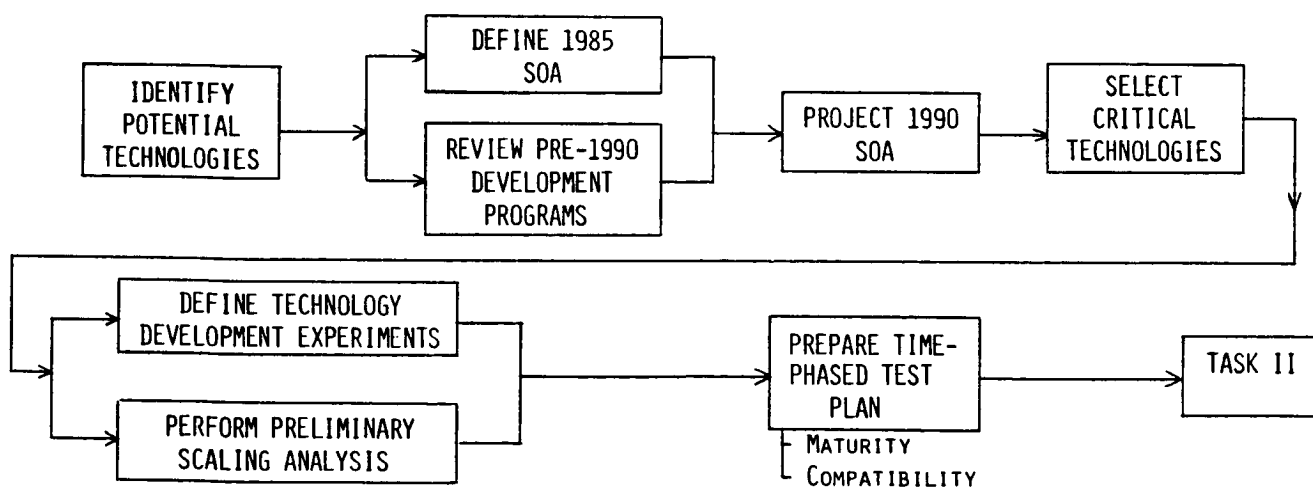 IDENTIFY
POTENTIAL
TECHNOLOGIES
DEFINE 1985
SOA
REVIEW PRE-1990
DEVELOPMENT
PROGRAMS
PROJECT 1990
SOA
SELECT
CRITICAL
TECHNOLOGIES
DEFINE TECHNOLOGY
DEVELOPMENT EXPERIMENTS
PERFORM PRELIMINARY
SCALING ANALYSIS
PREPARE TIME-
PHASED TEST
PLAN
- MATURITY
- COMPATIBILITY
TASK II